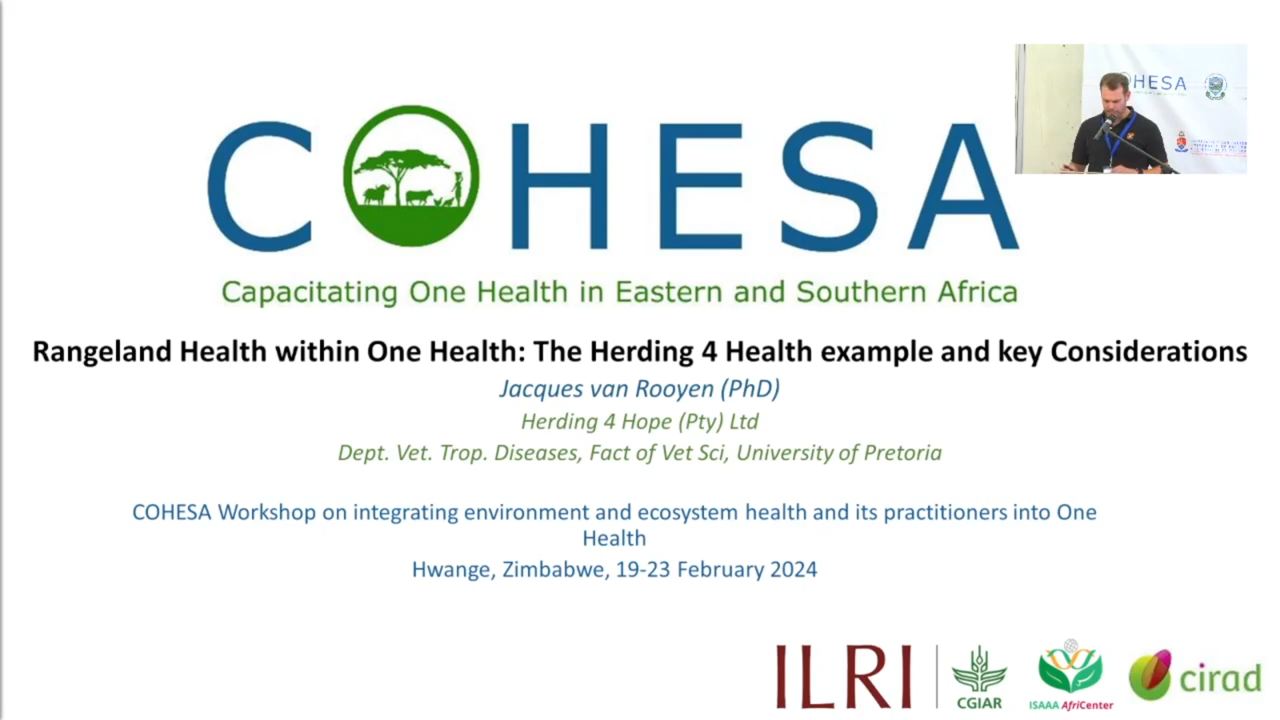 COHESA
Capacitating One Health in Eastern and Southern Africa
HESA
Rangeland Health within One Health: The Herding 4 Health example and key Considerations
Jacques van Rooyen (PhD)
Herding 4 Hope (Pty) Ltd
Dept. Vet. Trop. Diseases, Fact of Vet Sci, University of Pretoria
COHESA Workshop on integrating environment and ecosystem health and its practitioners into One
Health
Hwange, Zimbabwe, 19-23 February 2024
ILRI
CGIAR
ISAAA AfriCenter
cirad